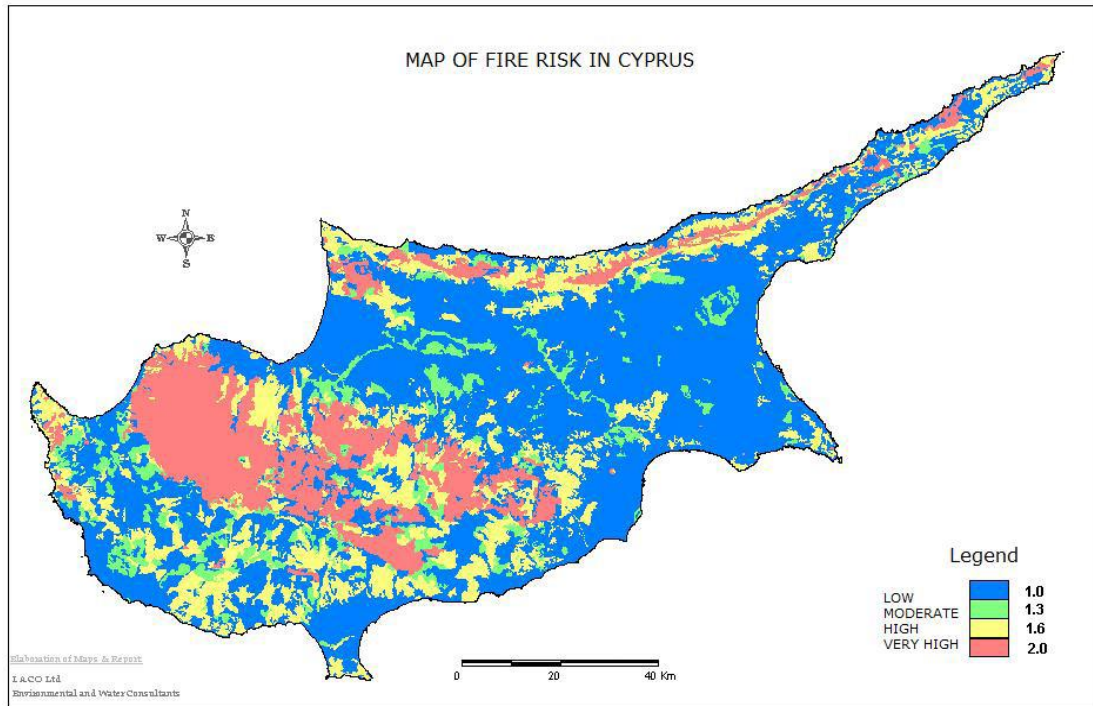 MAP OF FIRE RISK IN CYPRUS
N
W E
S
Legend
LOW 1.0
MODERATE 1.3
HIGH 1.6
VERY HIGH 2.0
Elaboration of Maps & Report:
LACO Ltd
Environmental and Water Consultants
0 20 40 Km